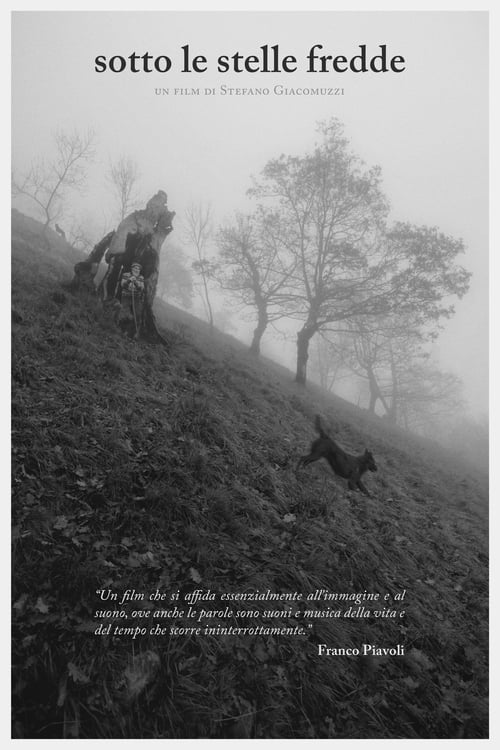 sotto le stelle fredde
UN FILM DI STEFANO GIACOMUZZI
“Un film che si affida essenzialmente all’immagine e al
suono, ove anche le parole sono suoni e musica della vita e
del tempo che scorre ininterrottamente.”
Franco Piavoli